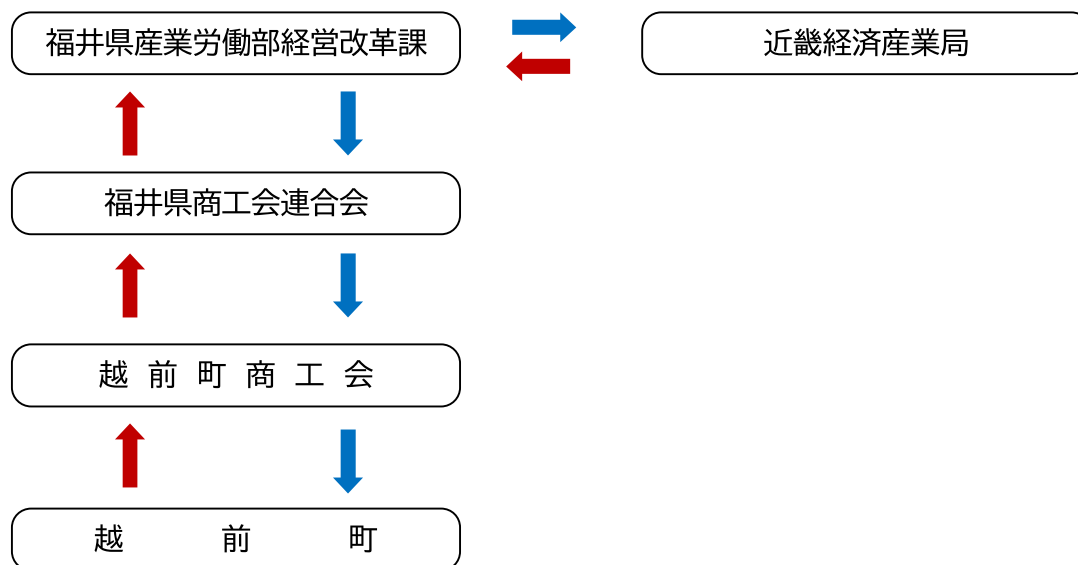 福井県産業労働部経営改革課
近畿経済産業局
福井県商工会連合会
越前町商工会
越前町